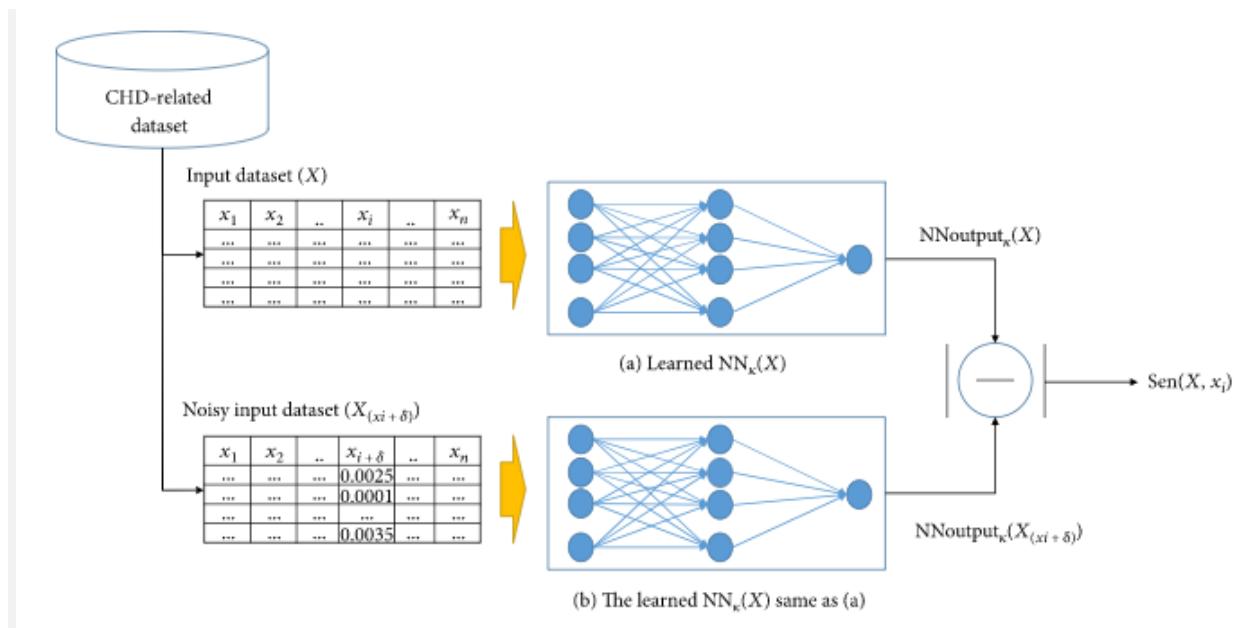 CHD-related
dataset
Input dataset (X)
x₁ x₂ .. xᵢ .. xₙ
... ... ... ... ... ...
... ... ... ... ... ...
... ... ... ... ... ...
... ... ... ... ... ...
NNoutputκ(X)
(a) Learned NNκ(X)
Sen(X, xᵢ)
Noisy input dataset (X(xi + δ))
x₁ x₂ .. xᵢ₊δ .. xₙ
... ... ... 0.0025 ... ...
... ... ... 0.0001 ... ...
... ... ... ... ... ...
... ... ... 0.0035 ... ...
NNoutputκ(X(xi + δ))
(b) The learned NNκ(X) same as (a)